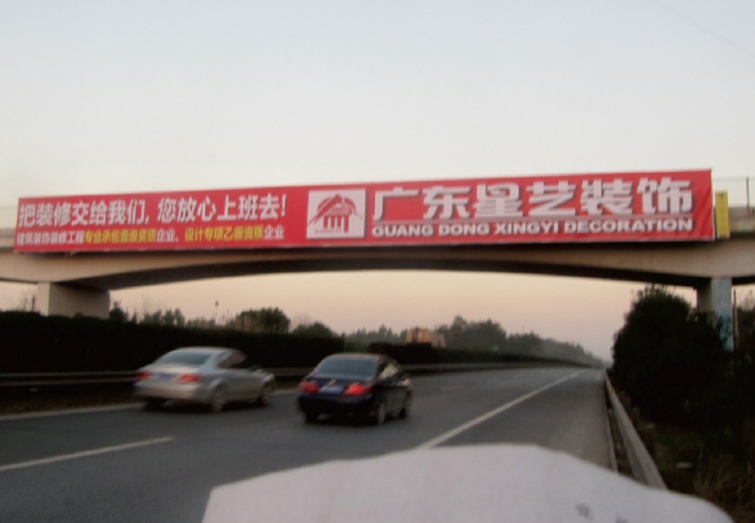 把装修交给我们,您放心上班去!
建筑装饰装修工程专业承包壹级资质企业、设计专项乙级资质企业
广东星艺装饰
GUANG DONG XINGYI DECORATION